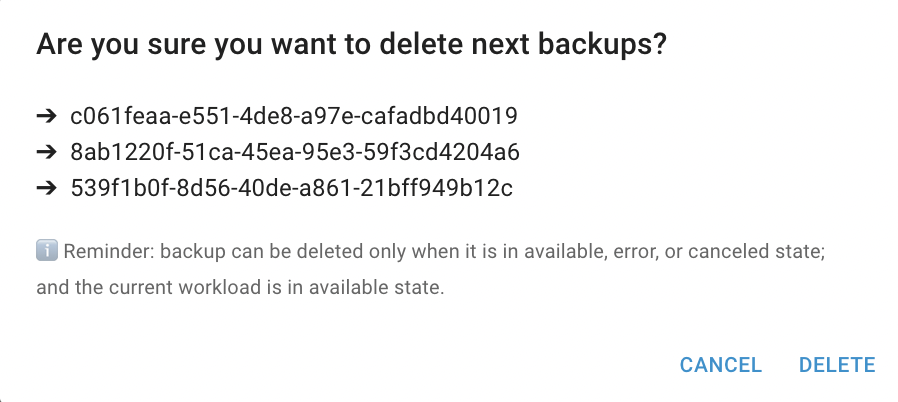 Are you sure you want to delete next backups?
➔ c061feaa-e551-4de8-a97e-cafadbd40019
➔ 8ab1220f-51ca-45ea-95e3-59f3cd4204a6
➔ 539f1b0f-8d56-40de-a861-21bff949b12c
ℹ️ Reminder: backup can be deleted only when it is in available, error, or canceled state;
and the current workload is in available state.
CANCEL DELETE